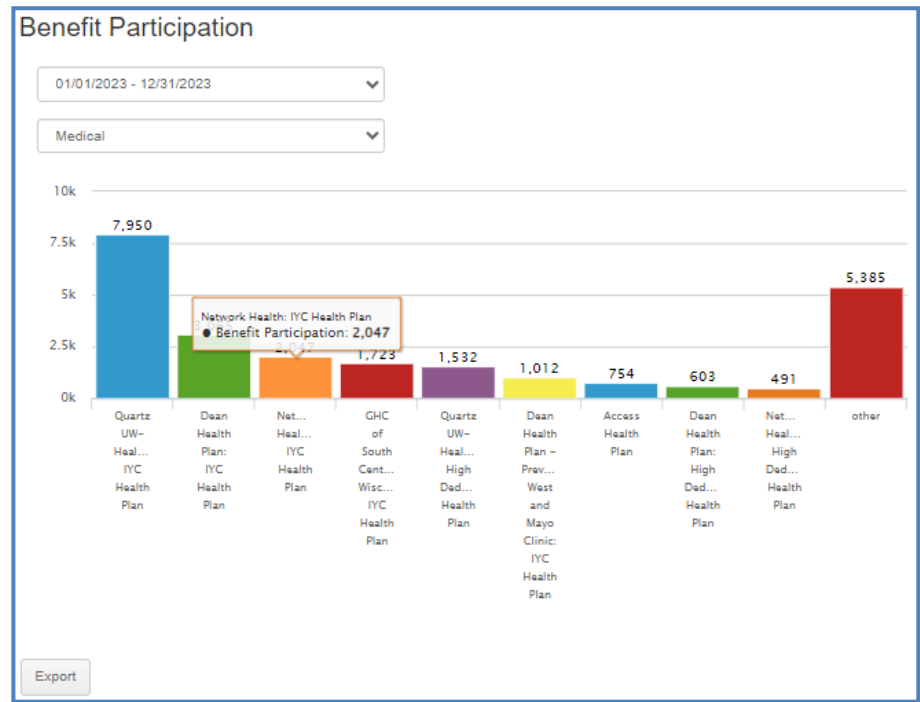 Benefit Participation
01/01/2023 - 12/31/2023
Medical
10k
7.5k
5k
2.5k
0k
7,950
Network Health: IYC Health Plan
● Benefit Participation: 2,047
2,047
1,723
1,532
1,012
754
603
491
5,385
Quartz
UW-
Heal...
IYC
Health
Plan
Dean
Health
Plan:
IYC
Health
Plan
Net...
Heal...
IYC
Health
Plan
GHC
of
South
Cent...
Wisc...
IYC
Health
Plan
Quartz
UW-
Heal...
High
Ded...
Health
Plan
Dean
Health
Plan -
Prev...
West
and
Mayo
Clinic:
IYC
Health
Plan
Access
Health
Plan
Dean
Health
Plan:
High
Ded...
Health
Plan
Net...
Heal...
High
Ded...
Health
Plan
other
Export